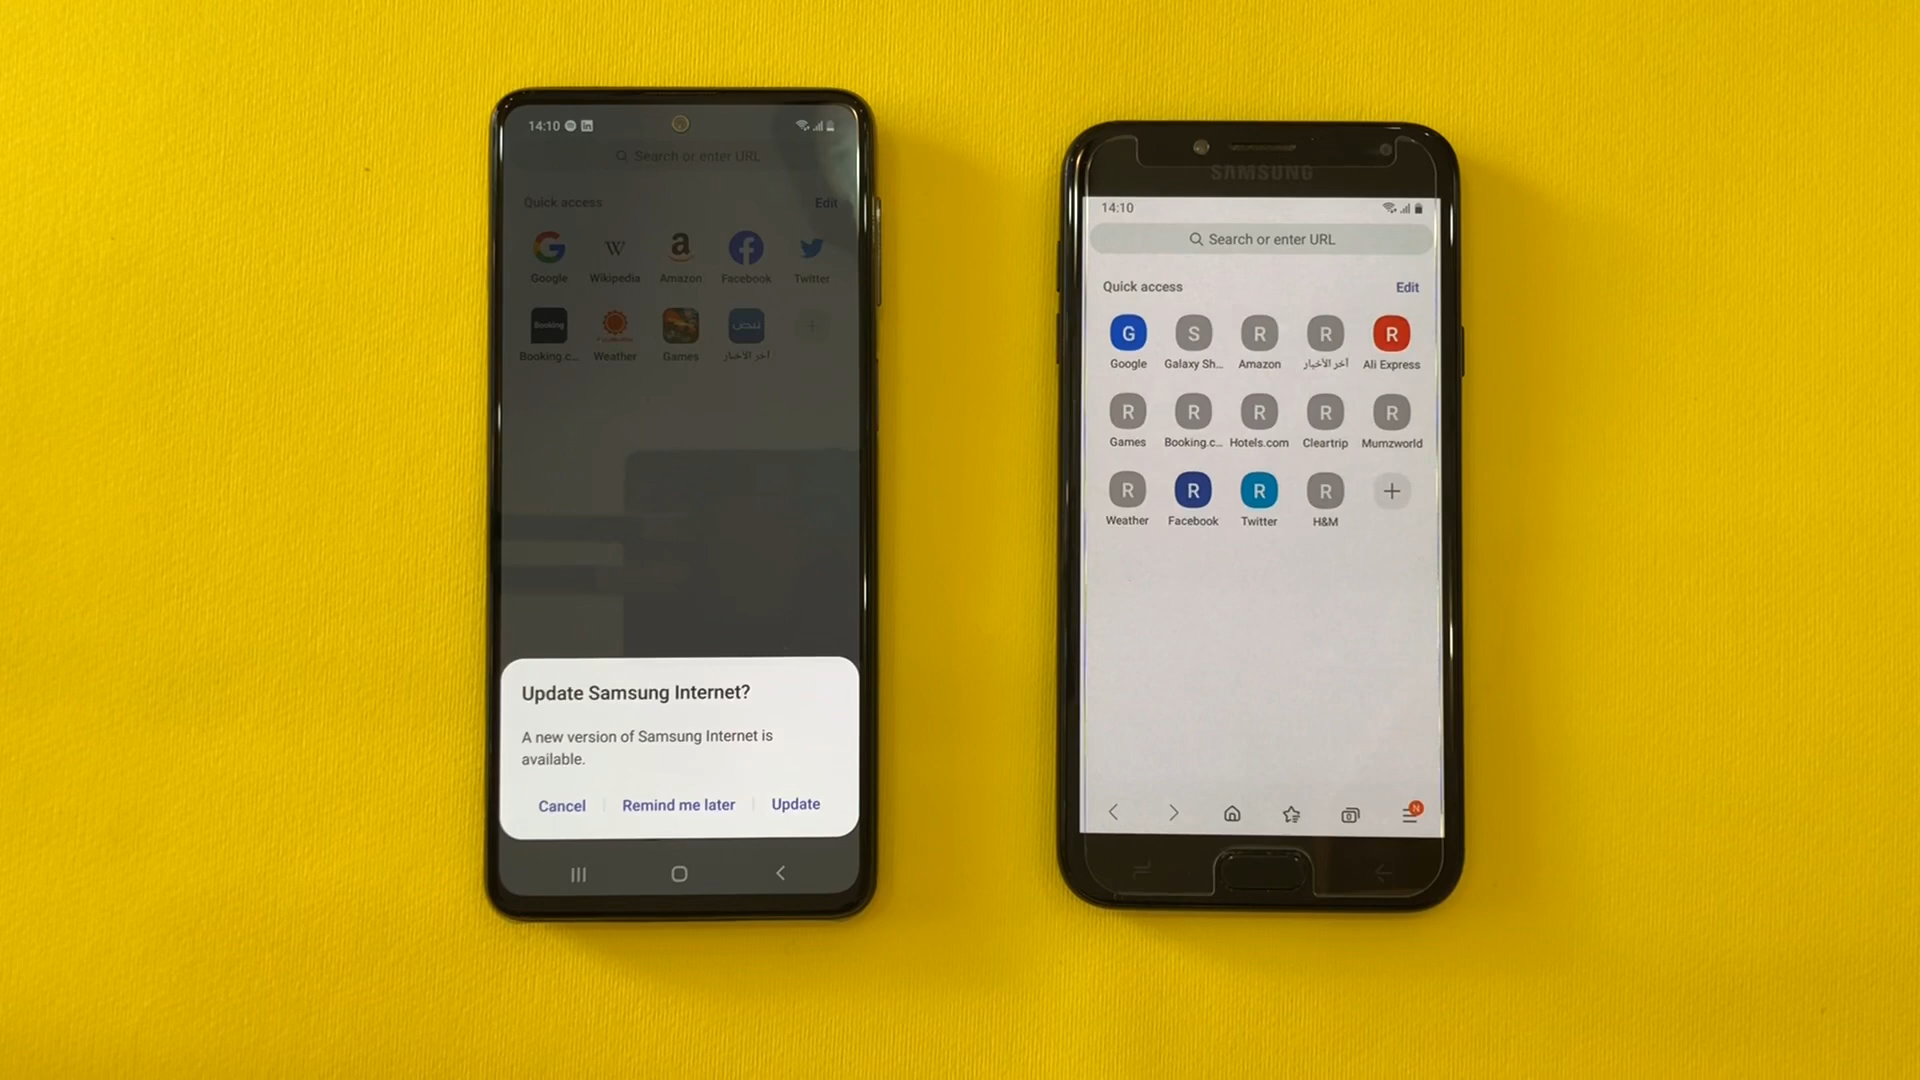 14:10
Search or enter URL
Quick access Edit
G W a
Google Wikipedia Amazon Facebook Twitter
Booking نبض
Booking.c... Weather Games آخر الأخبار
Update Samsung Internet?
A new version of Samsung Internet is
available.
Cancel Remind me later Update
SAMSUNG
14:10
Search or enter URL
Quick access Edit
G S R R R
Google Galaxy Sh... Amazon آخر الأخبار Ali Express
R R R R R
Games Booking.c... Hotels.com Cleartrip Mumzworld
R R R R
Weather Facebook Twitter H&M
0 N